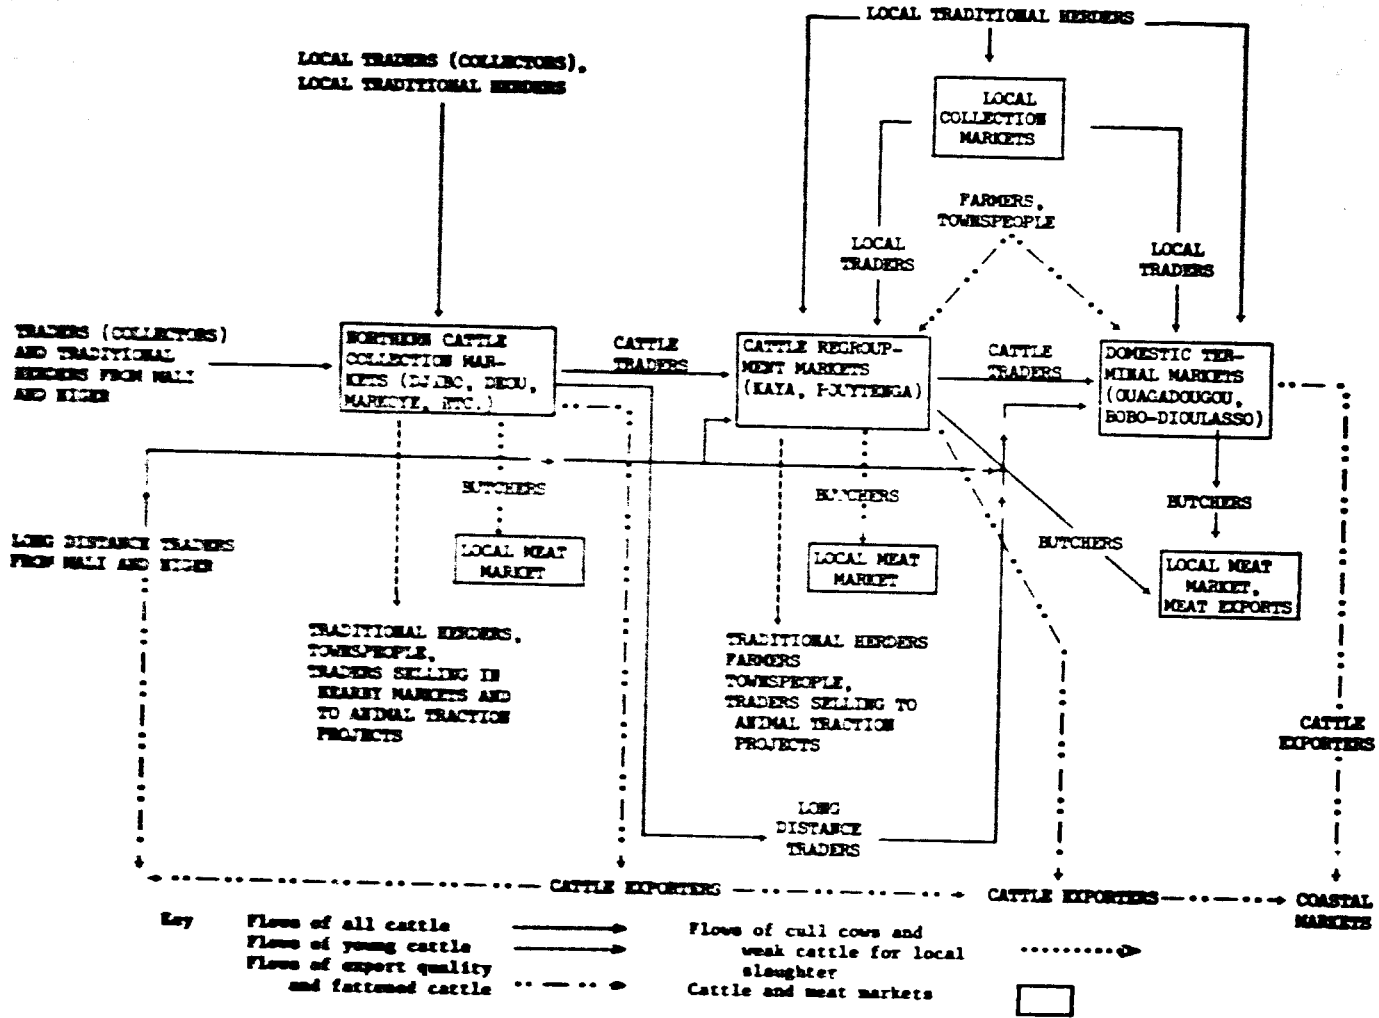 LOCAL TRADITIONAL HERDERS
LOCAL TRADERS (COLLECTORS),
LOCAL TRADITIONAL HERDERS
LOCAL
COLLECTION
MARKETS
FARMERS,
TOWNSPEOPLE
LOCAL
TRADERS
LOCAL
TRADERS
TRADERS (COLLECTORS)
AND TRADITIONAL
HERDERS FROM MALI
AND NIGER
NORTHERN CATTLE
COLLECTION MAR-
KETS (DJIBO, DEOU,
MARKOYE, ETC.)
CATTLE
TRADERS
CATTLE REGROUP-
MENT MARKETS
(KAYA, POUYTENGA)
CATTLE
TRADERS
DOMESTIC TER-
MINAL MARKETS
(OUAGADOUGOU,
BOBO-DIOULASSO)
BUTCHERS
BUTCHERS
BUTCHERS
BUTCHERS
LONG DISTANCE TRADERS
FROM MALI AND NIGER
LOCAL MEAT
MARKET
LOCAL MEAT
MARKET
LOCAL MEAT
MARKET,
MEAT EXPORTS
TRADITIONAL HERDERS,
TOWNSPEOPLE,
TRADERS SELLING IN
NEARBY MARKETS AND
TO ANIMAL TRACTION
PROJECTS
TRADITIONAL HERDERS
FARMERS
TOWNSPEOPLE,
TRADERS SELLING TO
ANIMAL TRACTION
PROJECTS
CATTLE
EXPORTERS
LONG
DISTANCE
TRADERS
CATTLE EXPORTERS
CATTLE EXPORTERS
COASTAL
MARKETS
Key
Flows of all cattle
Flows of young cattle
Flows of export quality
and fattened cattle
Flows of cull cows and
weak cattle for local
slaughter
Cattle and meat markets